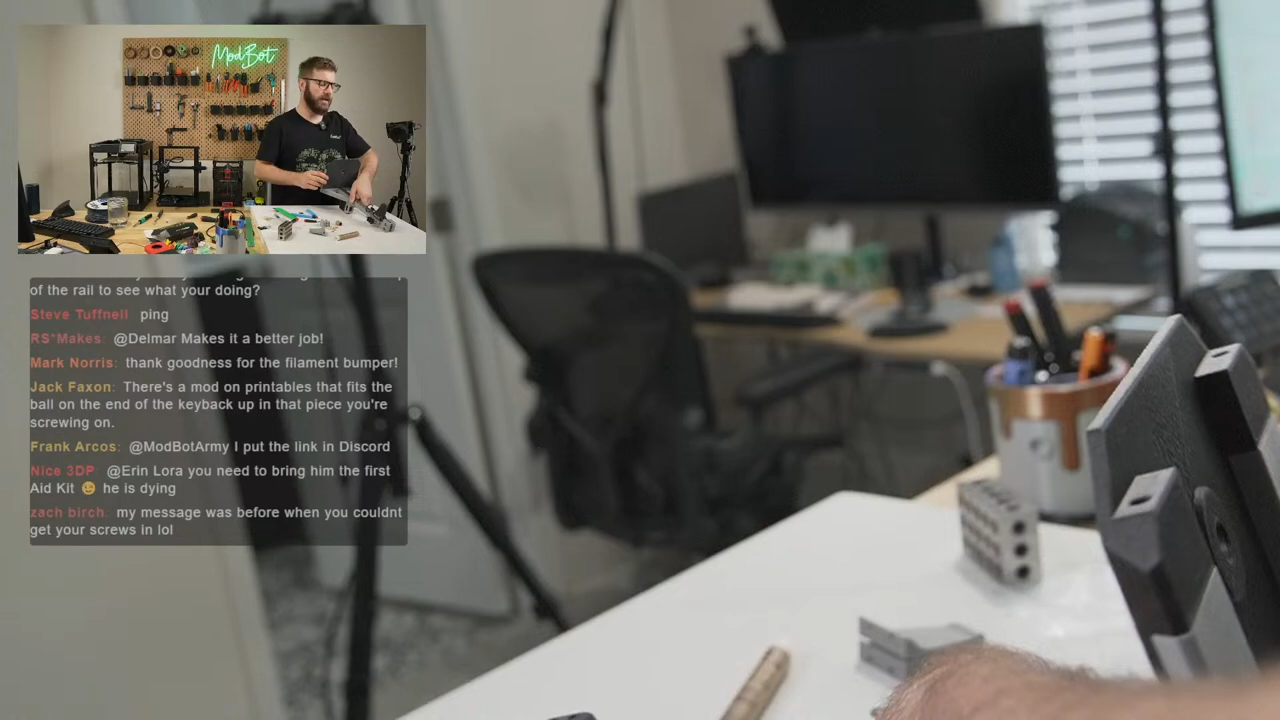 ModBot
of the rail to see what your doing?
Steve Tuffnell ping
RS*Makes: @Delmar Makes it a better job!
Mark Norris: thank goodness for the filament bumper!
Jack Faxon: There's a mod on printables that fits the
ball on the end of the keyback up in that piece you're
screwing on.
Frank Arcos: @ModBotArmy I put the link in Discord
Nice 3DP: @Erin Lora you need to bring him the first
Aid Kit 😉 he is dying
zach birch: my message was before when you couldnt
get your screws in lol